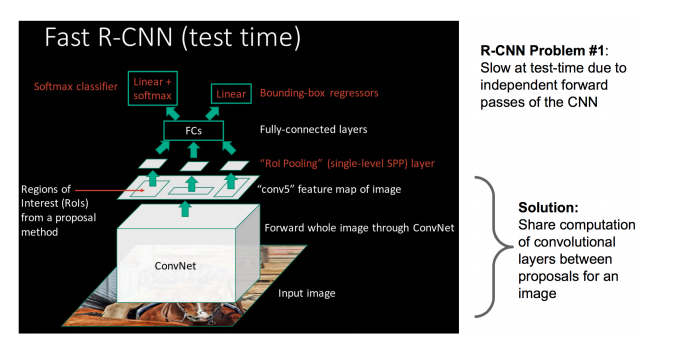 Fast R-CNN (test time)
Softmax classifier
Linear +
softmax
Linear
Bounding-box regressors
FCs
Fully-connected layers
"RoI Pooling" (single-level SPP) layer
Regions of
Interest (RoIs)
from a proposal
method
"conv5" feature map of image
Forward whole image through ConvNet
ConvNet
Input image
R-CNN Problem #1:
Slow at test-time due to
independent forward
passes of the CNN
Solution:
Share computation
of convolutional
layers between
proposals for an
image